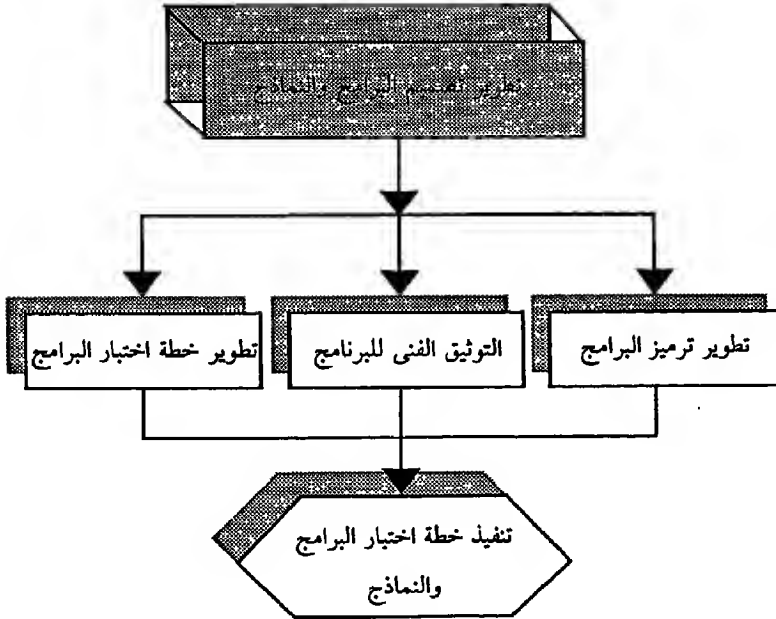 تطوير تصميم البرامج والنماذج
تطوير ترميز البرامج
التوثيق الفنى للبرنامج
تطوير خطة اختبار البرامج
تنفيذ خطة اختبار البرامج
والنماذج